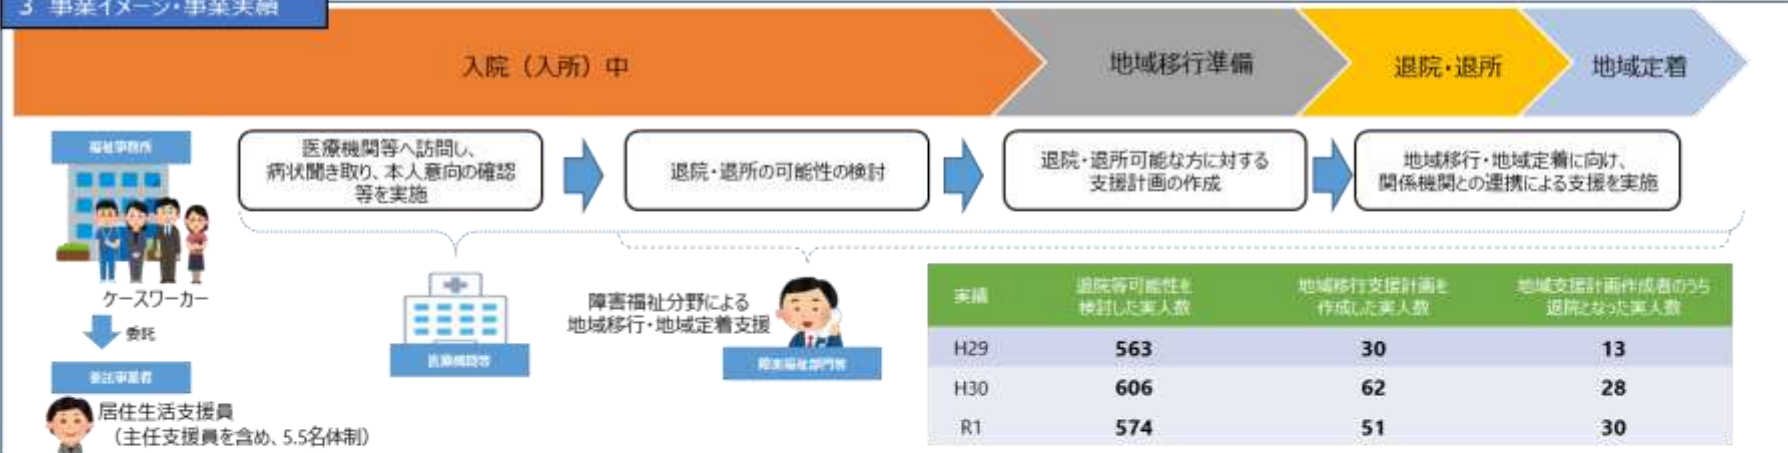 3 事業イメージ・事業実績
入院（入所）中
地域移行準備
退院・退所
地域定着
福祉事務所
ケースワーカー
委託
委託事業者
居住生活支援員
（主任支援員を含め、5.5名体制）
医療機関等へ訪問し、
病状聞き取り、本人意向の確認
等を実施
退院・退所の可能性の検討
退院・退所可能な方に対する
支援計画の作成
地域移行・地域定着に向け、
関係機関との連携による支援を実施
医療機関等
障害福祉分野による
地域移行・地域定着支援
障害福祉部門等
実績
退院等可能性を
検討した実人数
地域移行支援計画を
作成した実人数
地域支援計画作成者のうち
退院となった実人数
H29 563 30 13
H30 606 62 28
R1 574 51 30